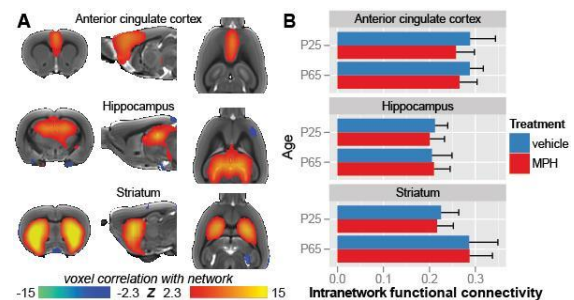 A
Anterior cingulate cortex
Hippocampus
Striatum
voxel correlation with network
-15 -2.3 Z 2.3 15
B
Anterior cingulate cortex
P25
P65
Hippocampus
P25
P65
Striatum
P25
P65
Age
0.0 0.1 0.2 0.3
Intranetwork functional connectivity
Treatment
vehicle
MPH